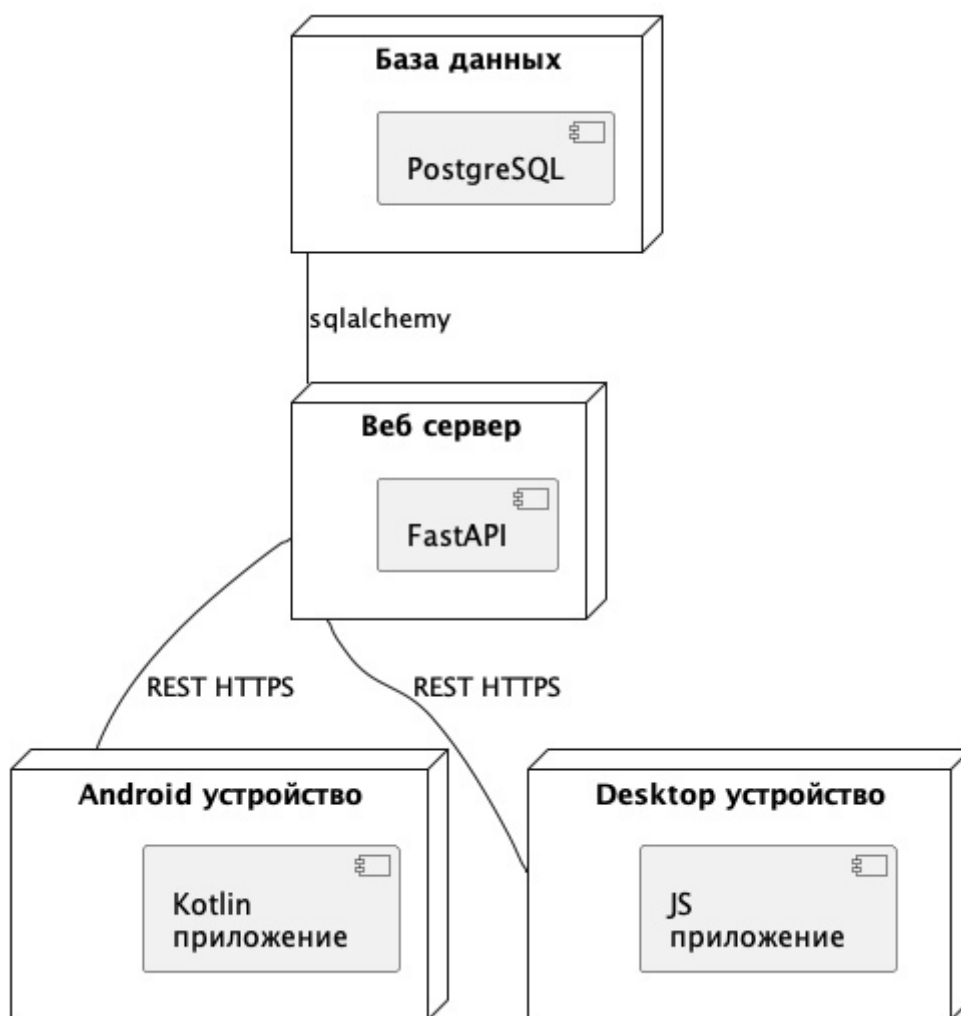 База данных
PostgreSQL
sqlalchemy
Веб сервер
FastAPI
REST HTTPS
REST HTTPS
Android устройство
Kotlin
приложение
Desktop устройство
JS
приложение